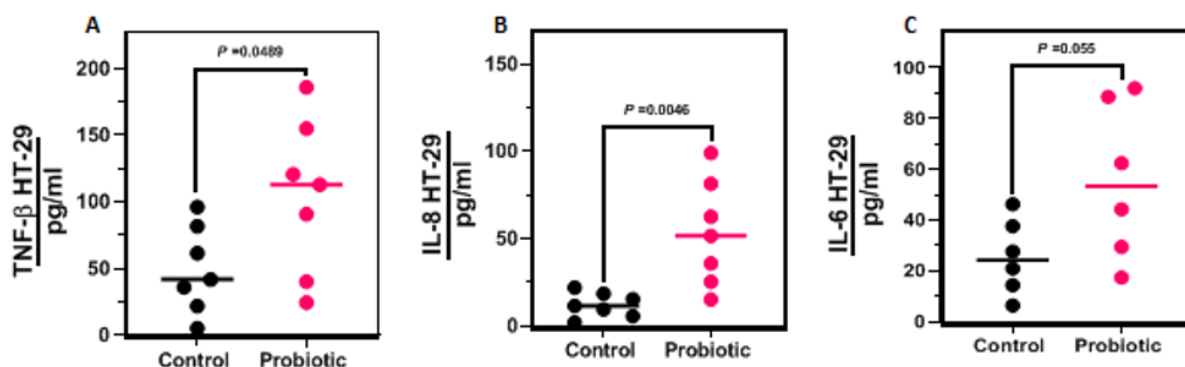 A
P =0.0489
TNF-β HT-29
pg/ml
200
150
100
50
0
Control Probiotic
B
P =0.0046
IL-8 HT-29
pg/ml
150
100
50
0
Control Probiotic
C
P =0.055
IL-6 HT-29
pg/ml
100
80
60
40
20
0
Control Probiotic